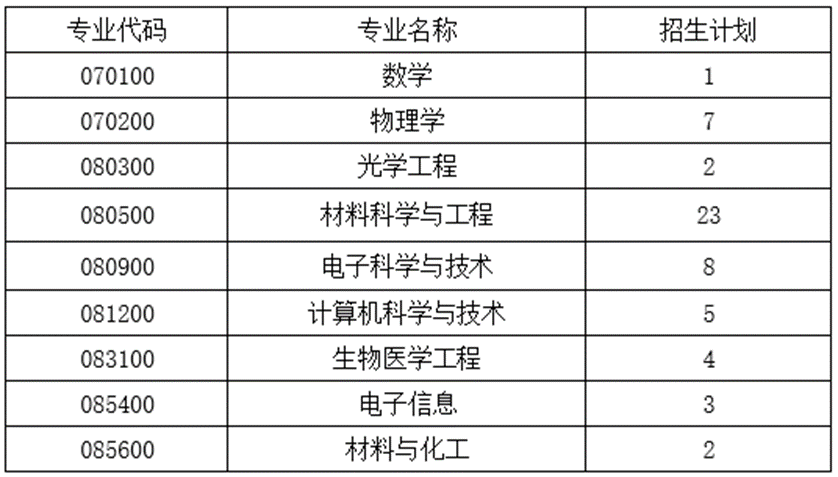 专业代码 专业名称 招生计划
070100 数学 1
070200 物理学 7
080300 光学工程 2
080500 材料科学与工程 23
080900 电子科学与技术 8
081200 计算机科学与技术 5
083100 生物医学工程 4
085400 电子信息 3
085600 材料与化工 2